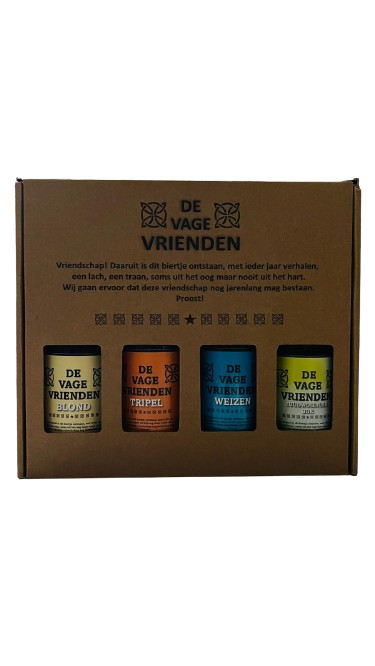 DE
VAGE
VRIENDEN
Vriendschap! Daaruit is dit biertje ontstaan, met ieder jaar verhalen,
een lach, een traan, soms uit het oog maar nooit uit het hart.
Wij gaan ervoor dat deze vriendschap nog jarenlang mag bestaan.
Proost!
DE
VAGE
VRIENDEN
BLOND
DE
VAGE
VRIENDEN
TRIPEL
DE
VAGE
VRIENDEN
WEIZEN
DE
VAGE
VRIENDEN